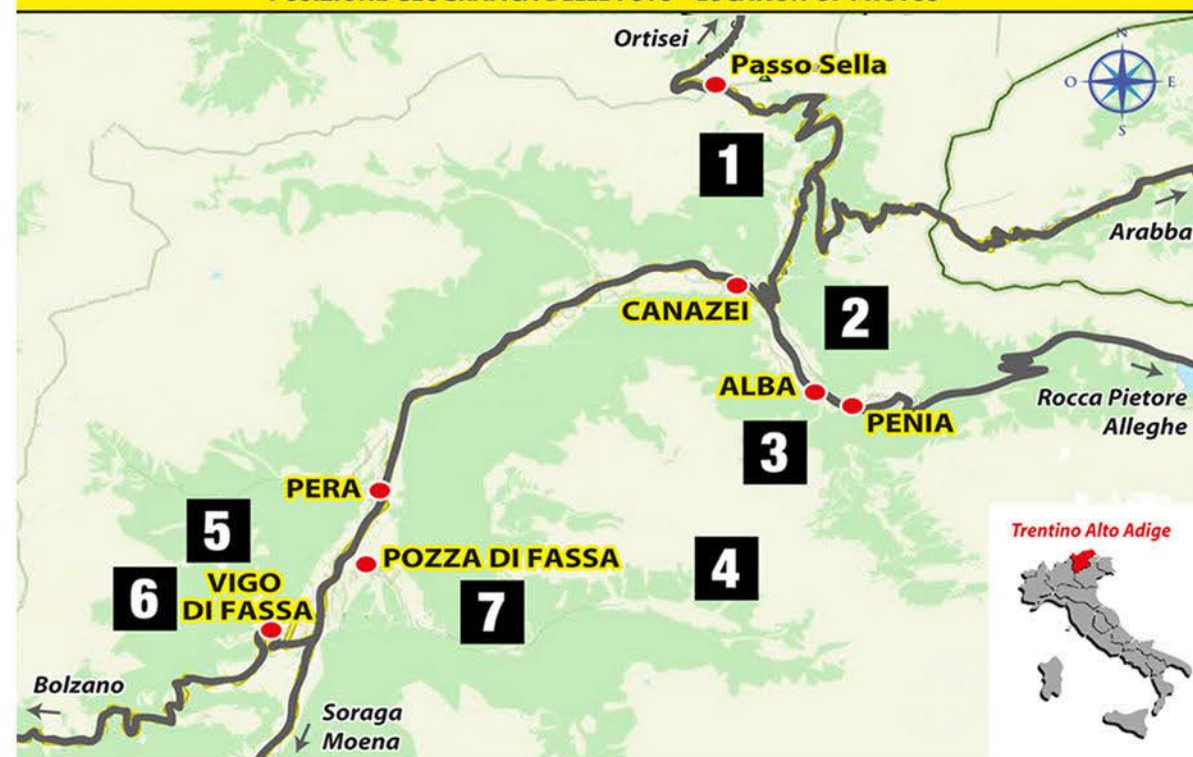 Ortisei
Passo Sella
N
O
E
S
1
Arabba
CANAZEI
2
ALBA
PENIA
Rocca Pietore
Alleghe
3
PERA
5
POZZA DI FASSA
4
Trentino Alto Adige
6
VIGO
DI FASSA
7
Bolzano
Soraga
Moena